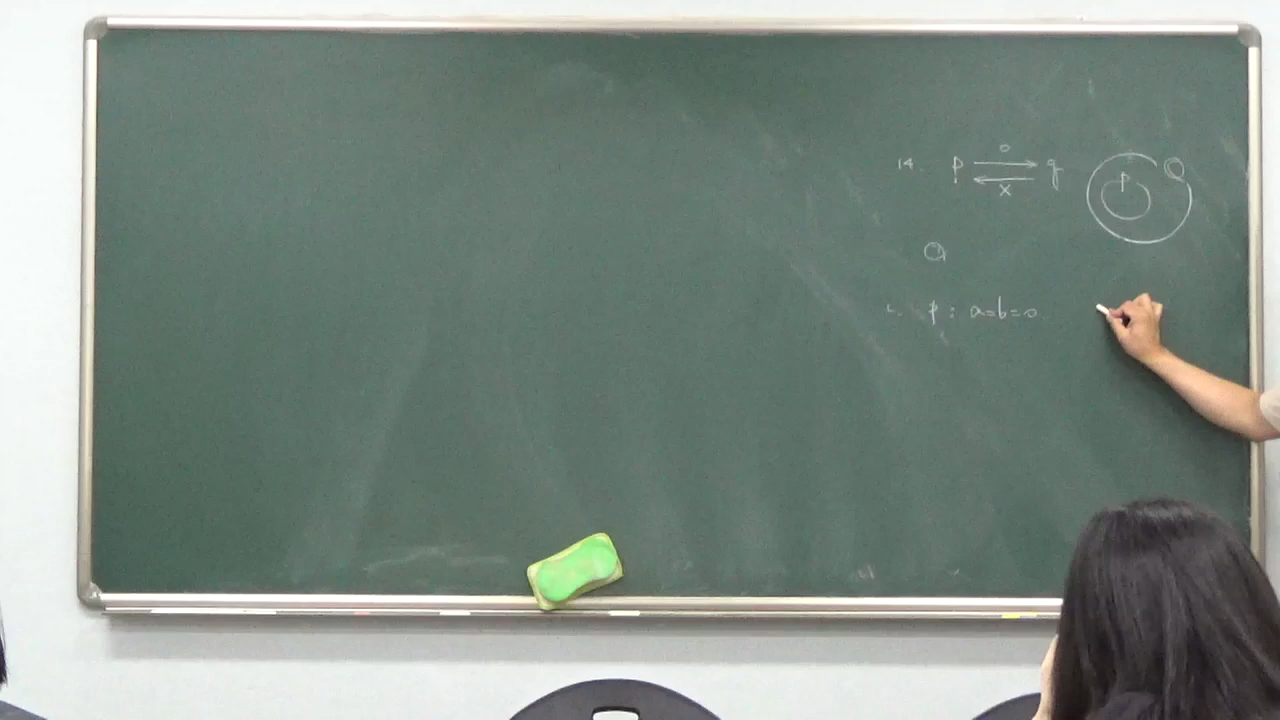 14. p ⇄ q
o
x
P Q
a
ㄴ. p : a=b=0